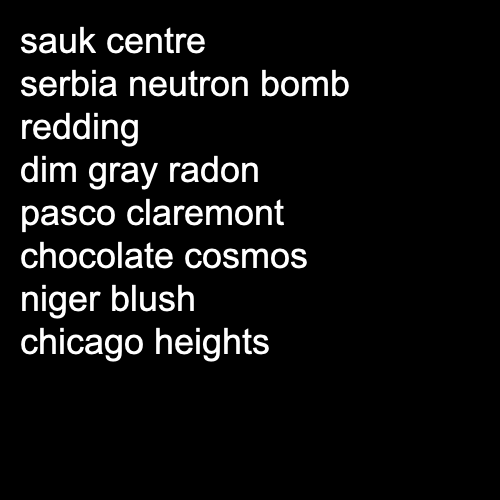 sauk centre
serbia neutron bomb
redding
dim gray radon
pasco claremont
chocolate cosmos
niger blush
chicago heights